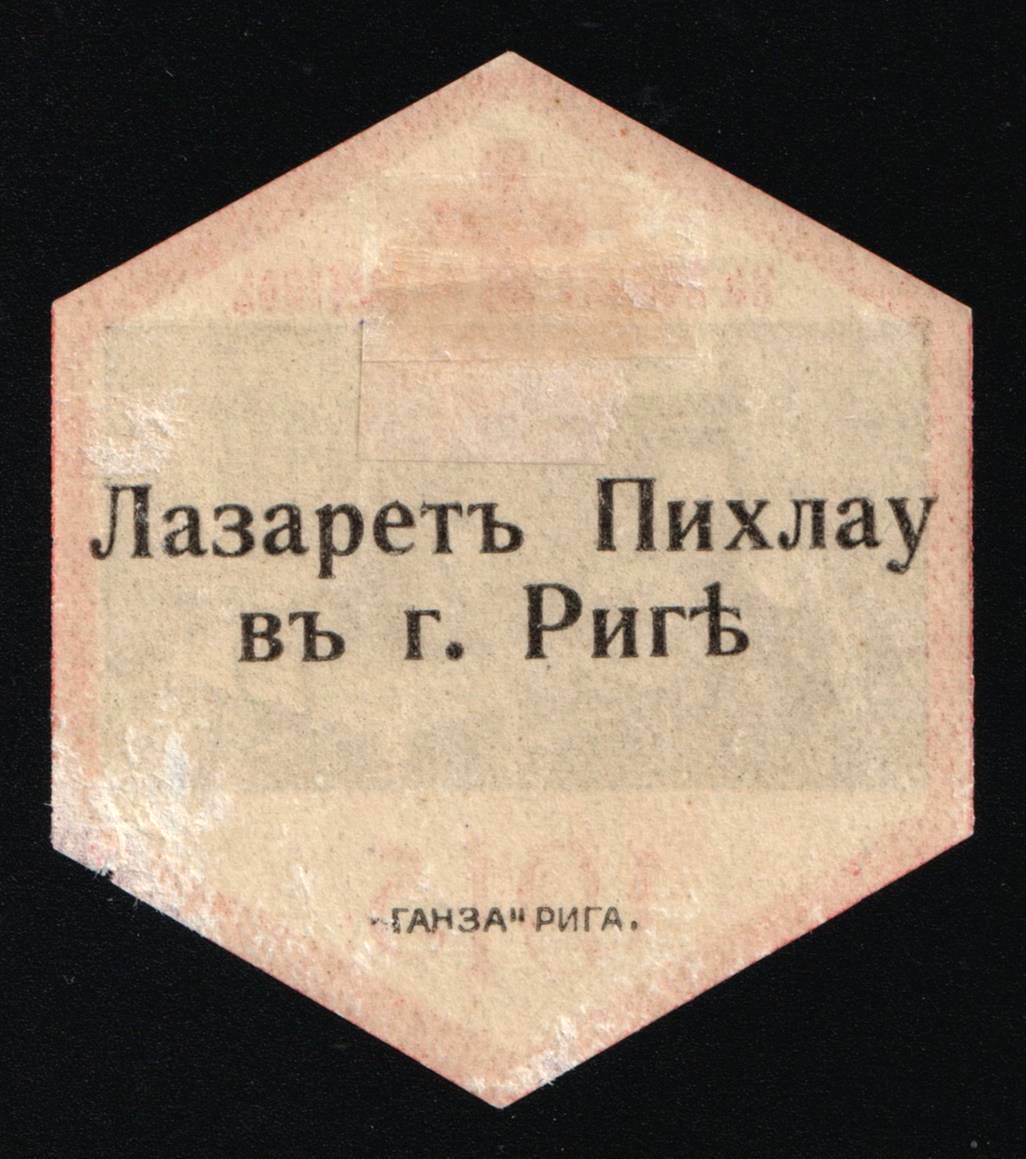 Лазаретъ Пихлау
въ г. Ригѣ
„ГАНЗА" РИГА.